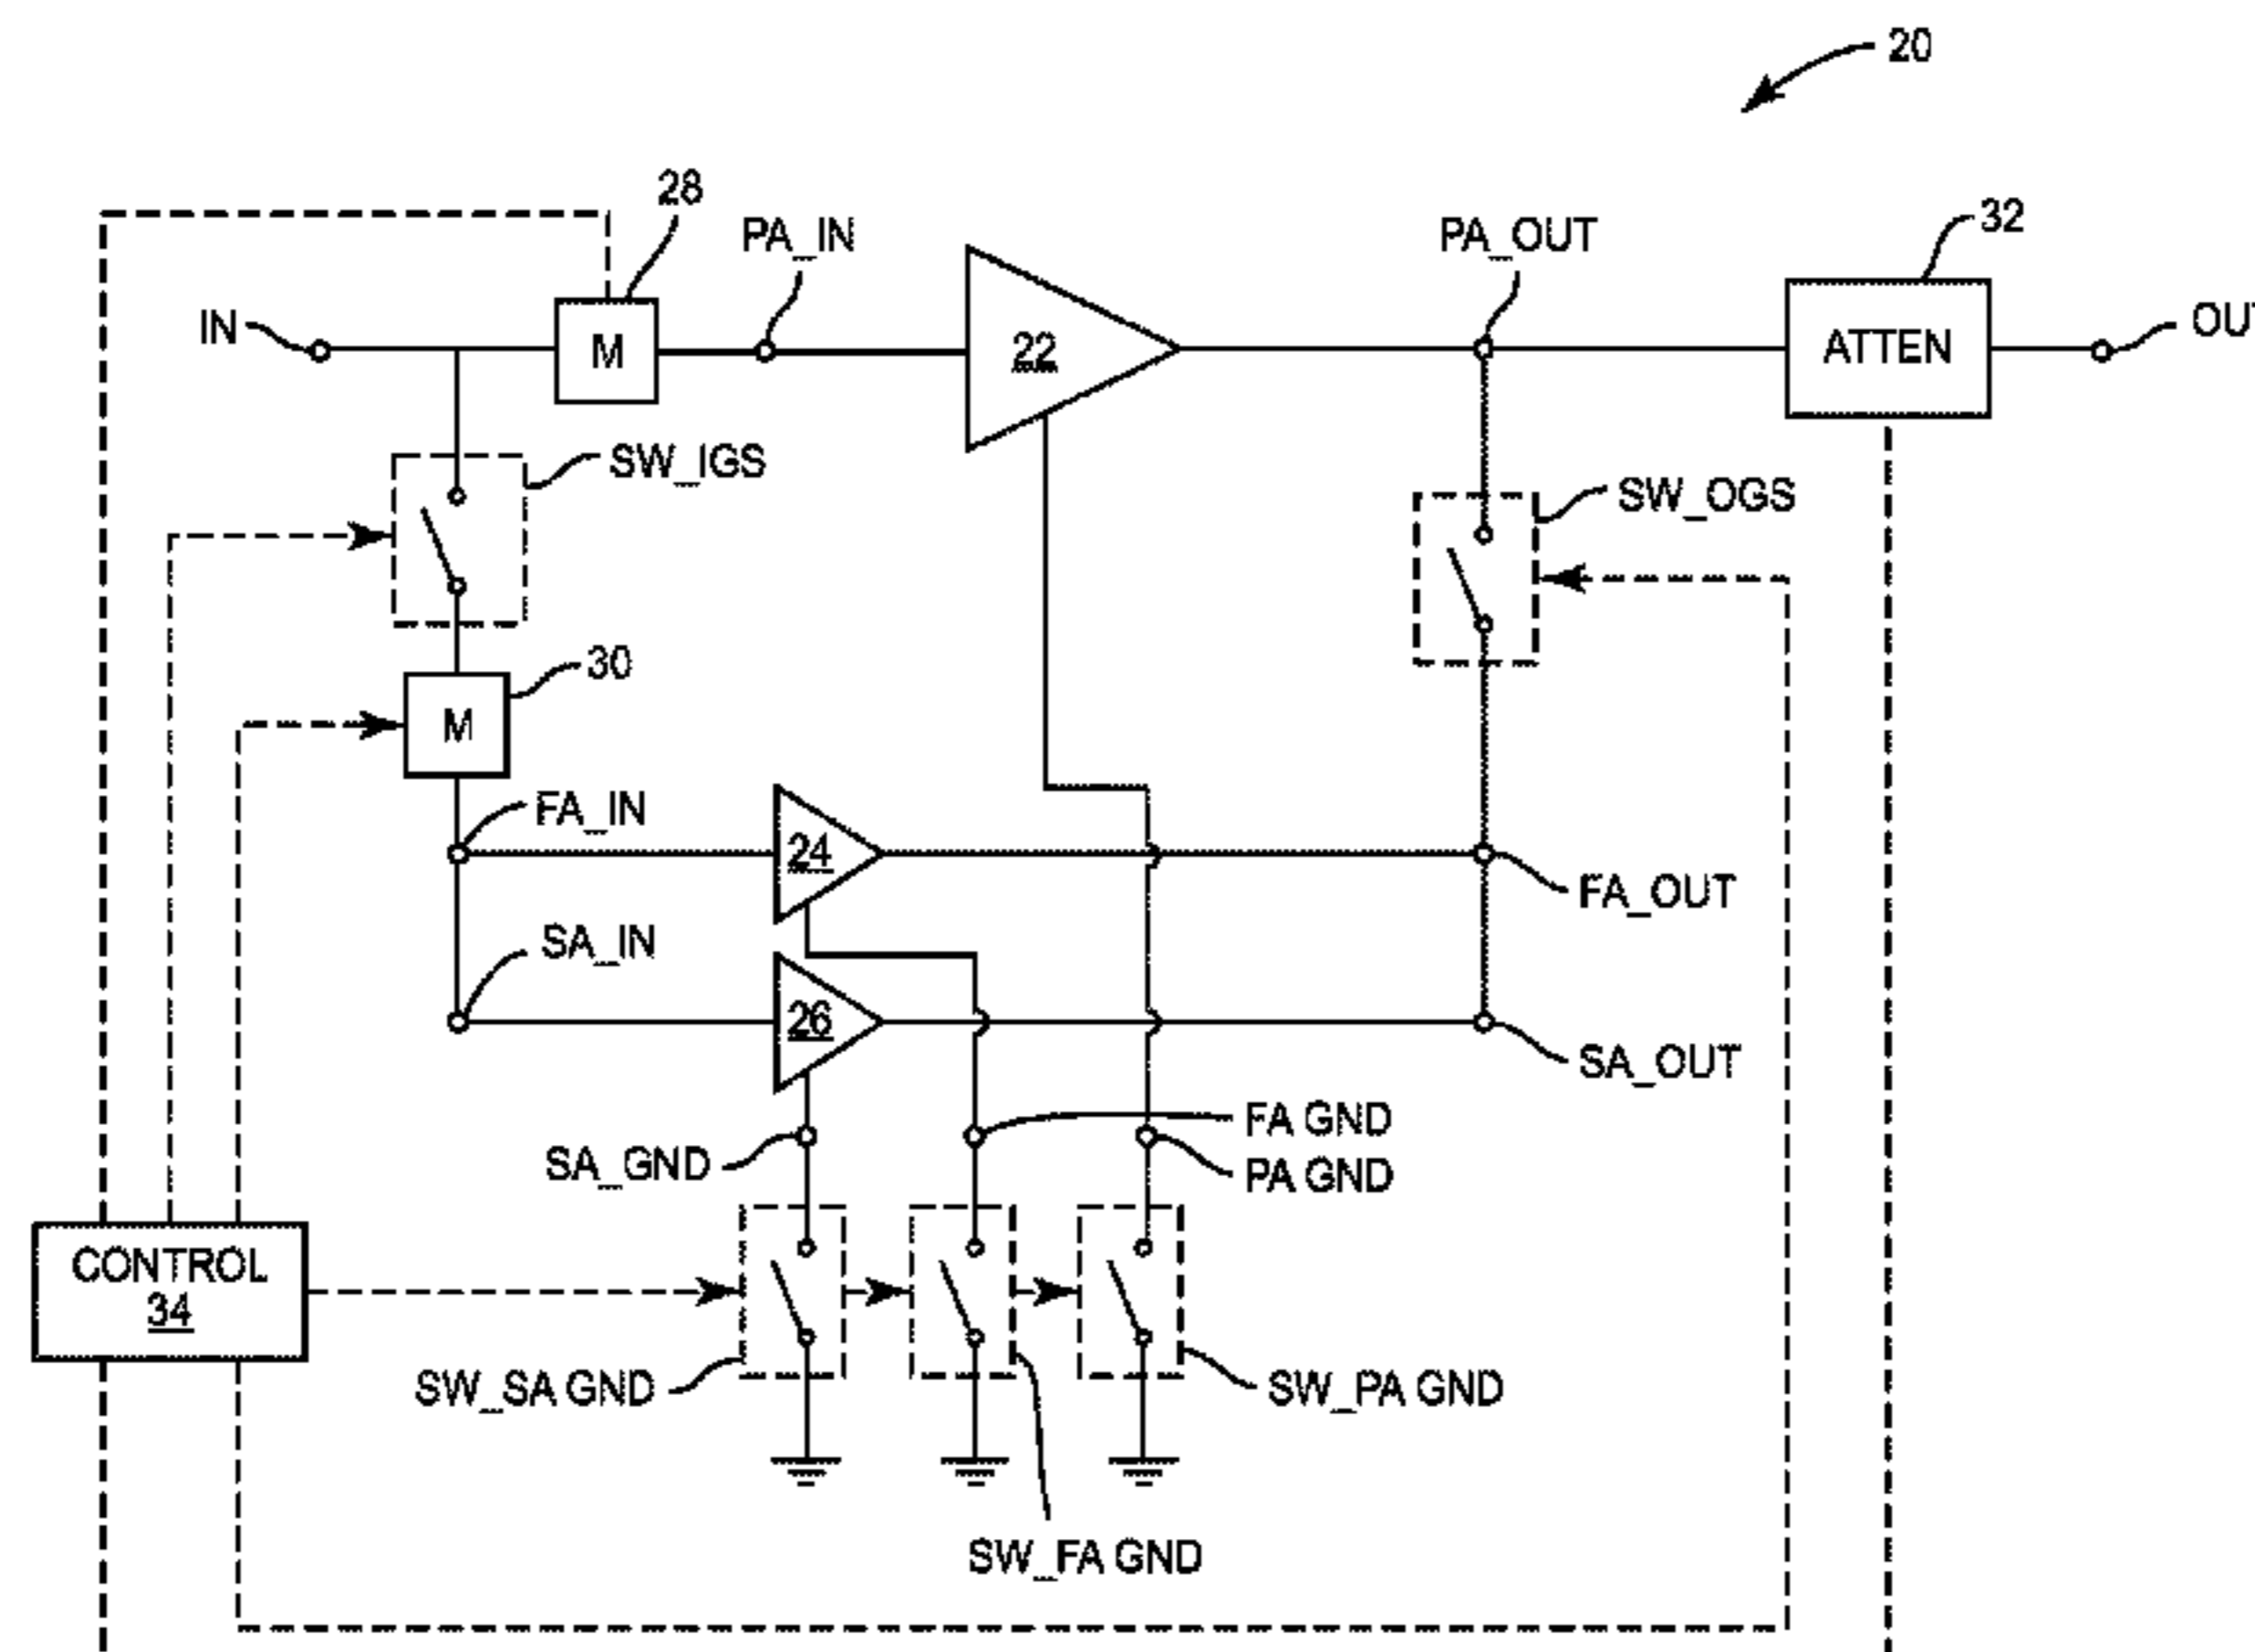 20
28
PA_IN
PA_OUT
32
IN
M
22
ATTEN
SW_IGS
SW_OGS
30
M
FA_IN
24
FA_OUT
SA_IN
26
SA_OUT
FA GND
SA_GND
PA GND
CONTROL
34
SW_SA GND
SW_PA GND
SW_FA GND